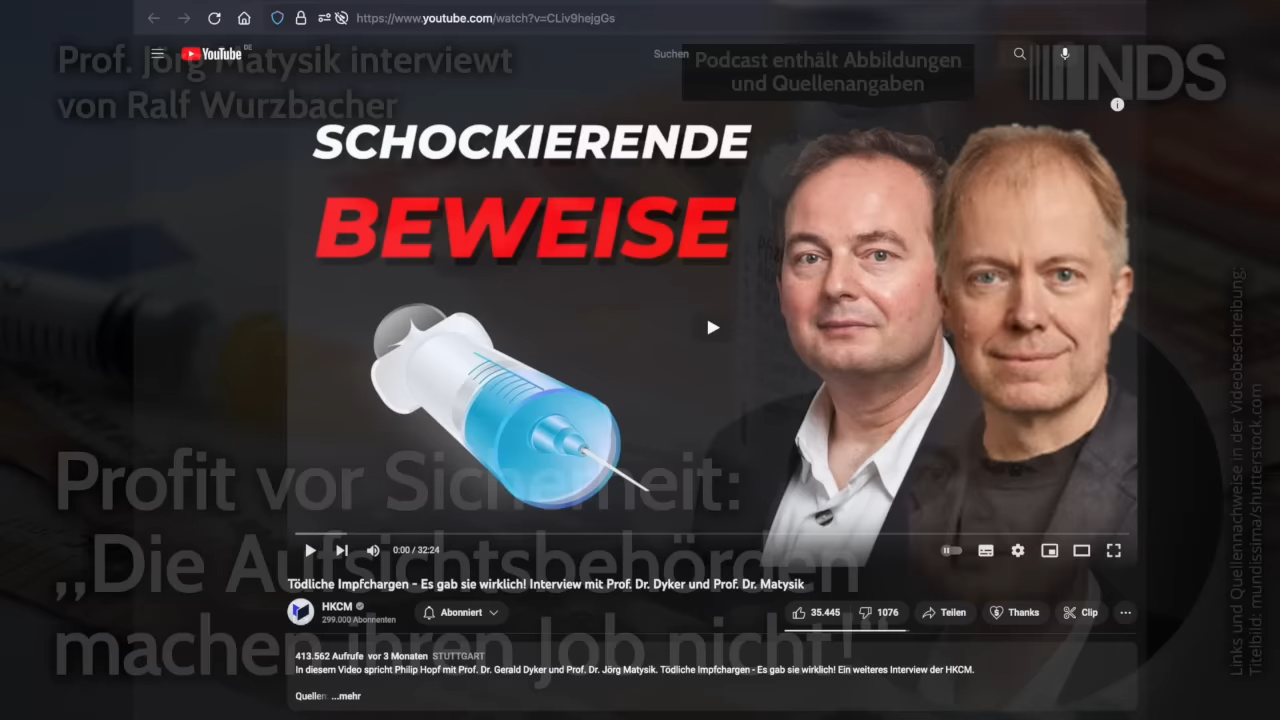 https://www.youtube.com/watch?v=CLiv9hejgGs
YouTube DE
Suchen
Prof. Jörg Matysik interviewt
von Ralf Wurzbacher
Podcast enthält Abbildungen
und Quellenangaben
NDS
SCHOCKIERENDE
BEWEISE
Profit vor Sicherheit:
„Die Aufsichtsbehörden
machen ihren Job nicht!"
0:00 / 32:24
Tödliche Impfchargen - Es gab sie wirklich! Interview mit Prof. Dr. Dyker und Prof. Dr. Matysik
HKCM
299.000 Abonnenten
Abonniert
35.445
1076
Teilen
Thanks
Clip
413.562 Aufrufe vor 3 Monaten STUTTGART
In diesem Video spricht Philip Hopf mit Prof. Dr. Gerald Dyker und Prof. Dr. Jörg Matysik. Tödliche Impfchargen - Es gab sie wirklich! Ein weiteres Interview der HKCM.
Quellen ...mehr
Links und Quellennachweise in der Videobeschreibung;
Titelbild: mundissima/shutterstock.com